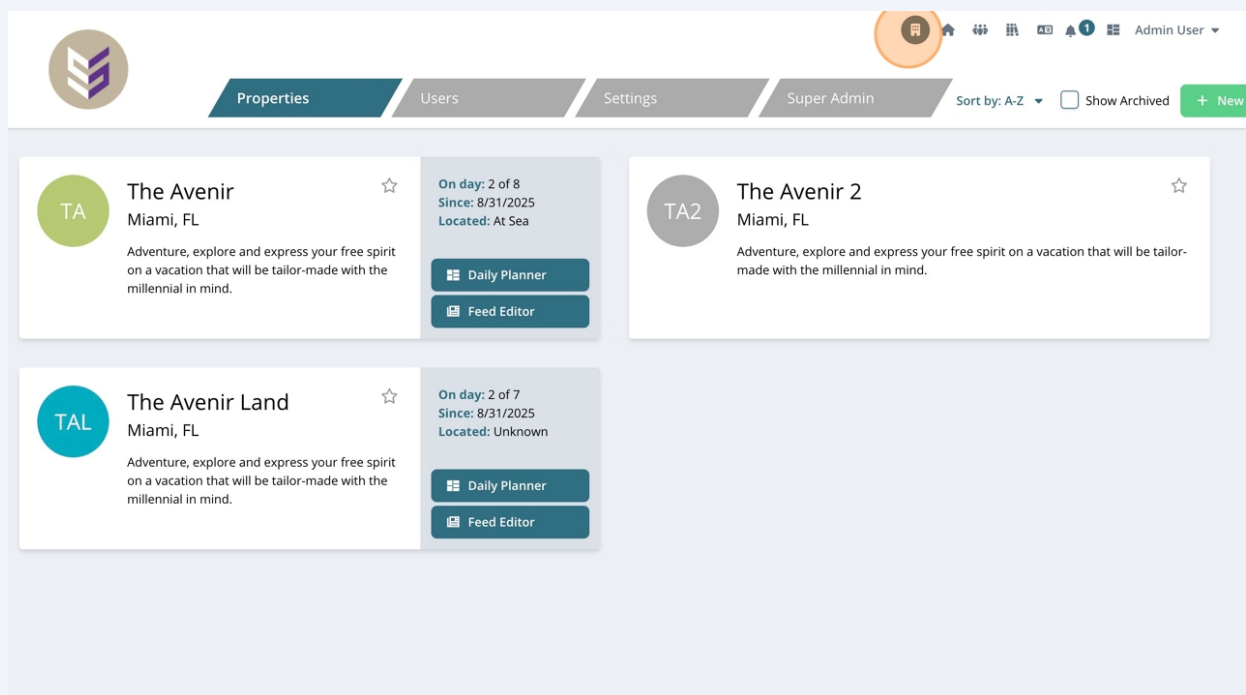 1
Admin User
Properties
Users
Settings
Super Admin
Sort by: A-Z
Show Archived
+ New
TA
The Avenir
Miami, FL
Adventure, explore and express your free spirit
on a vacation that will be tailor-made with the
millennial in mind.
On day: 2 of 8
Since: 8/31/2025
Located: At Sea
Daily Planner
Feed Editor
TA2
The Avenir 2
Miami, FL
Adventure, explore and express your free spirit on a vacation that will be tailor-
made with the millennial in mind.
TAL
The Avenir Land
Miami, FL
Adventure, explore and express your free spirit
on a vacation that will be tailor-made with the
millennial in mind.
On day: 2 of 7
Since: 8/31/2025
Located: Unknown
Daily Planner
Feed Editor